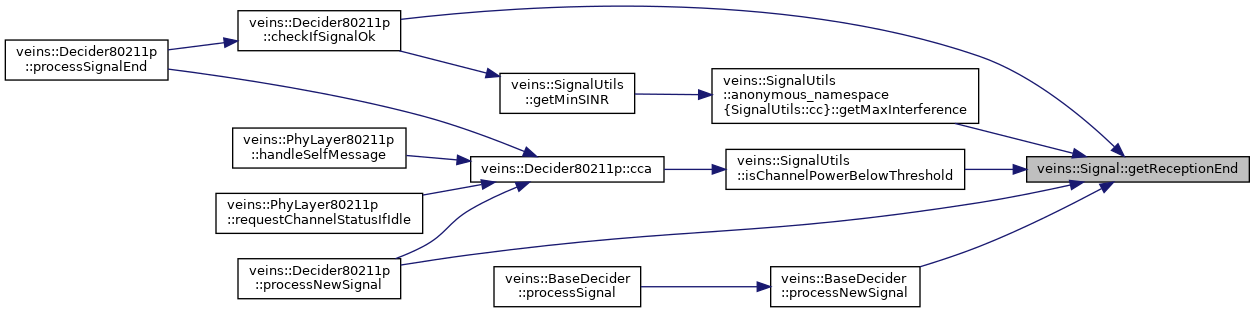 veins::Decider80211p
::processSignalEnd
veins::Decider80211p
::checkIfSignalOk
veins::SignalUtils
::getMinSINR
veins::SignalUtils
::anonymous_namespace
{SignalUtils::cc}::getMaxInterference
veins::PhyLayer80211p
::handleSelfMessage
veins::Decider80211p::cca
veins::SignalUtils
::isChannelPowerBelowThreshold
veins::Signal::getReceptionEnd
veins::PhyLayer80211p
::requestChannelStatusIfIdle
veins::Decider80211p
::processNewSignal
veins::BaseDecider
::processSignal
veins::BaseDecider
::processNewSignal